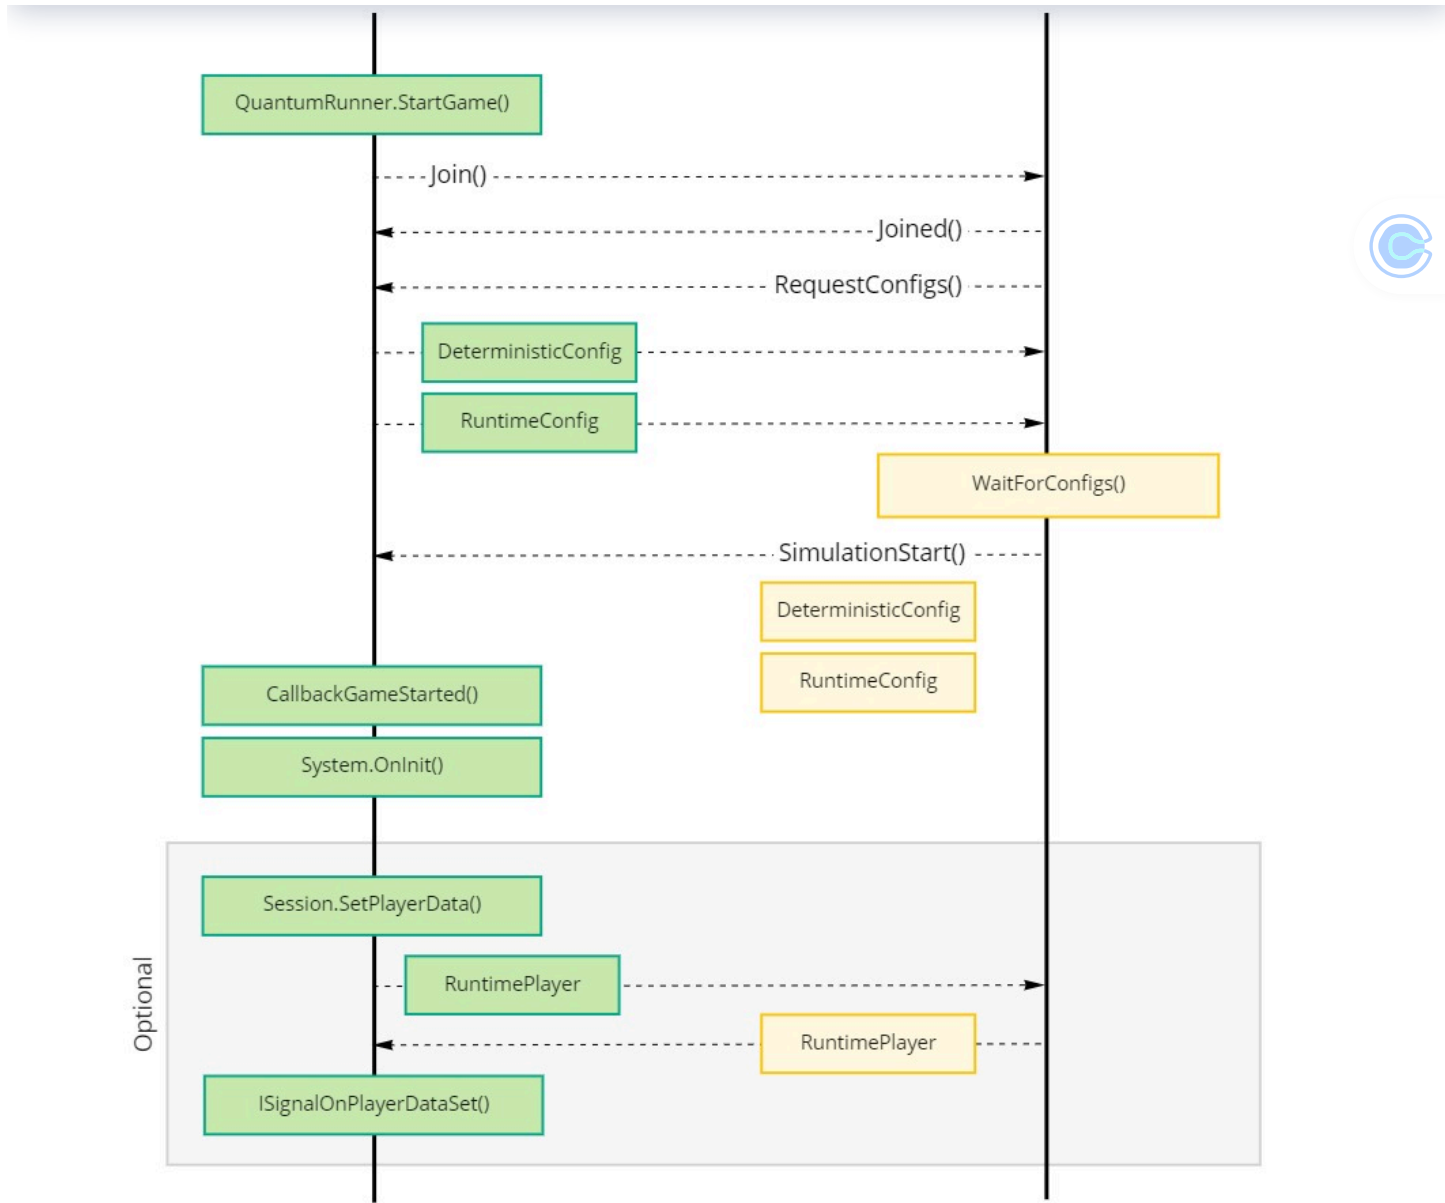 QuantumRunner.StartGame()
Join()
Joined()
RequestConfigs()
DeterministicConfig
RuntimeConfig
WaitForConfigs()
SimulationStart()
DeterministicConfig
RuntimeConfig
CallbackGameStarted()
System.OnInit()
Optional
Session.SetPlayerData()
RuntimePlayer
RuntimePlayer
ISignalOnPlayerDataSet()